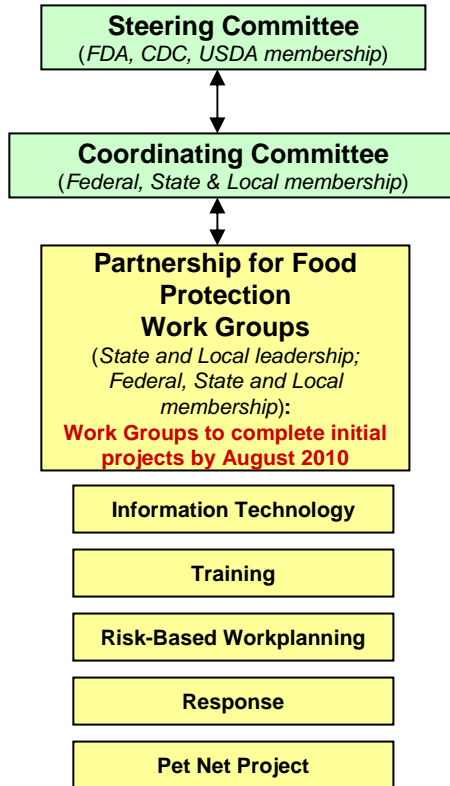 Steering Committee
(FDA, CDC, USDA membership)
Coordinating Committee
(Federal, State & Local membership)
Partnership for Food
Protection
Work Groups
(State and Local leadership;
Federal, State and Local
membership):
Work Groups to complete initial
projects by August 2010
Information Technology
Training
Risk-Based Workplanning
Response
Pet Net Project